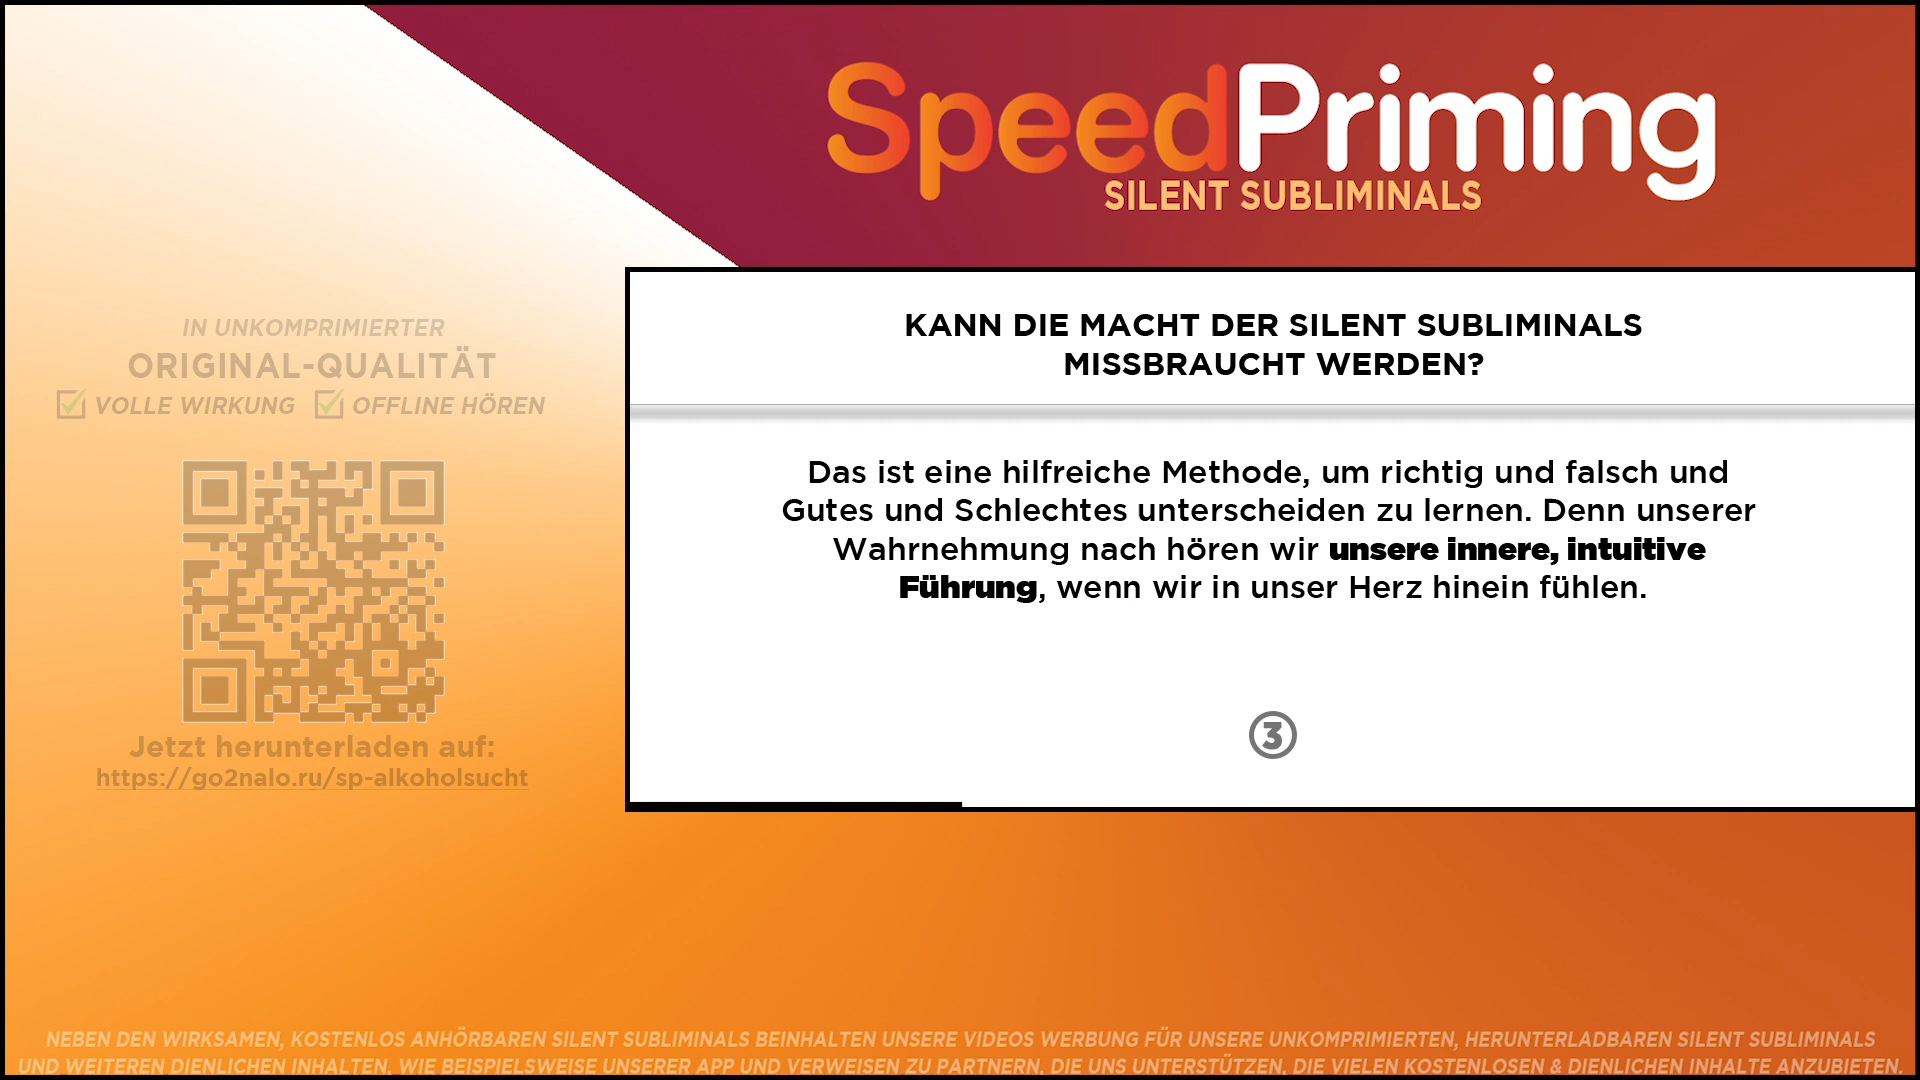 SpeedPriming
SILENT SUBLIMINALS
IN UNKOMPRIMIERTER
ORIGINAL-QUALITÄT
VOLLE WIRKUNG OFFLINE HÖREN
Jetzt herunterladen auf:
https://go2nalo.ru/sp-alkoholsucht
KANN DIE MACHT DER SILENT SUBLIMINALS
MISSBRAUCHT WERDEN?
Das ist eine hilfreiche Methode, um richtig und falsch und
Gutes und Schlechtes unterscheiden zu lernen. Denn unserer
Wahrnehmung nach hören wir unsere innere, intuitive
Führung, wenn wir in unser Herz hinein fühlen.
3
NEBEN DEN WIRKSAMEN, KOSTENLOS ANHÖRBAREN SILENT SUBLIMINALS BEINHALTEN UNSERE VIDEOS WERBUNG FÜR UNSERE UNKOMPRIMIERTEN, HERUNTERLADBAREN SILENT SUBLIMINALS
UND WEITEREN DIENLICHEN INHALTEN, WIE BEISPIELSWEISE UNSERER APP UND VERWEISEN ZU PARTNERN, DIE UNS UNTERSTÜTZEN, DIE VIELEN KOSTENLOSEN & DIENLICHEN INHALTE ANZUBIETEN.